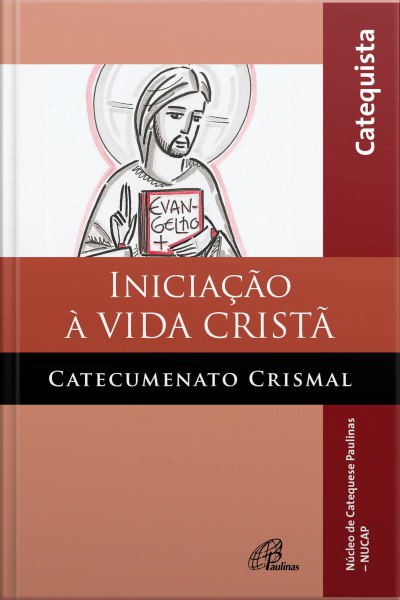 Catequista
EVAN-
GELHO
INICIAÇÃO
À VIDA CRISTÃ
CATECUMENATO CRISMAL
Núcleo de Catequese Paulinas
– NUCAP
Paulinas